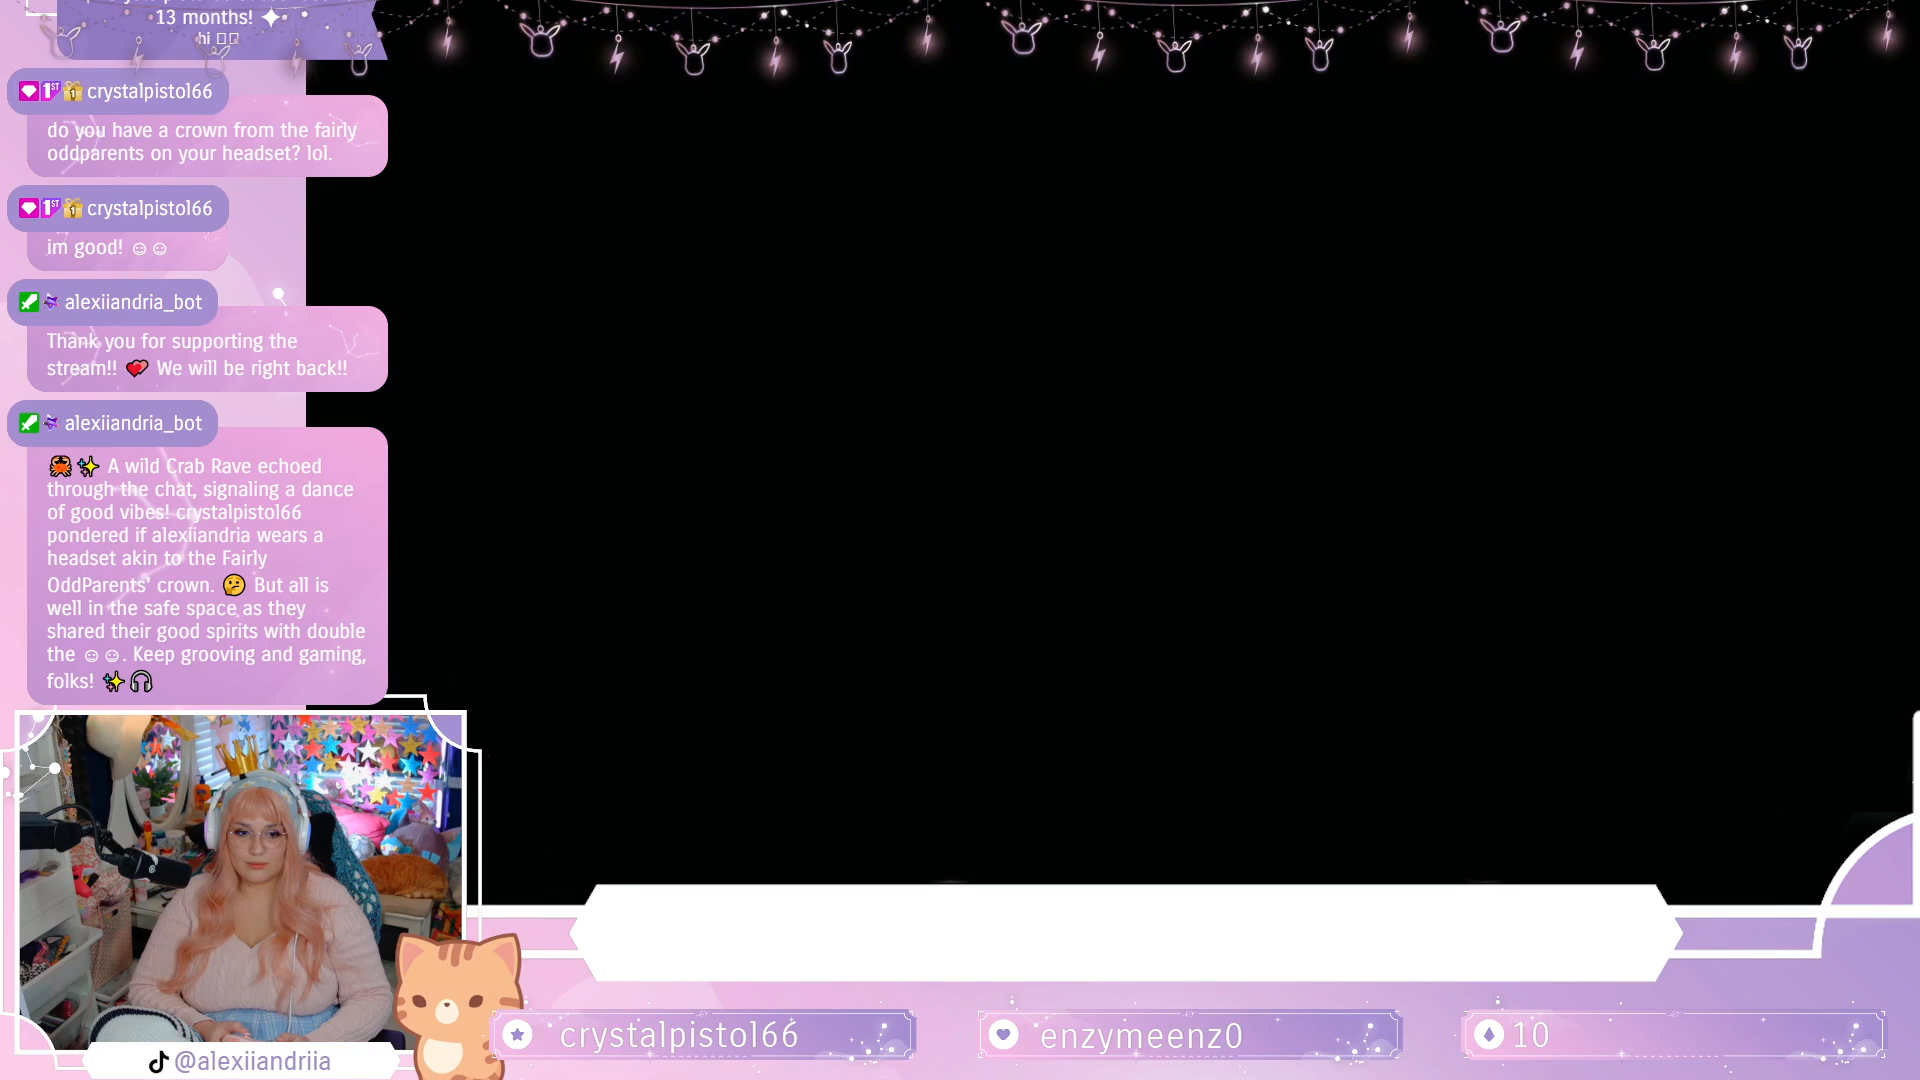 13 months! ✦
hi
crystalpistol66
do you have a crown from the fairly
oddparents on your headset? lol.
crystalpistol66
im good! ☺☺
alexiiandria_bot
Thank you for supporting the
stream!! 💕 We will be right back!!
alexiiandria_bot
🦀✨ A wild Crab Rave echoed
through the chat, signaling a dance
of good vibes! crystalpistol66
pondered if alexiiandria wears a
headset akin to the Fairly
OddParents' crown. 🤔 But all is
well in the safe space as they
shared their good spirits with double
the ☺☺. Keep grooving and gaming,
folks! ✨🎧
@alexiiandriia
crystalpistol66
enzymeenz0
10